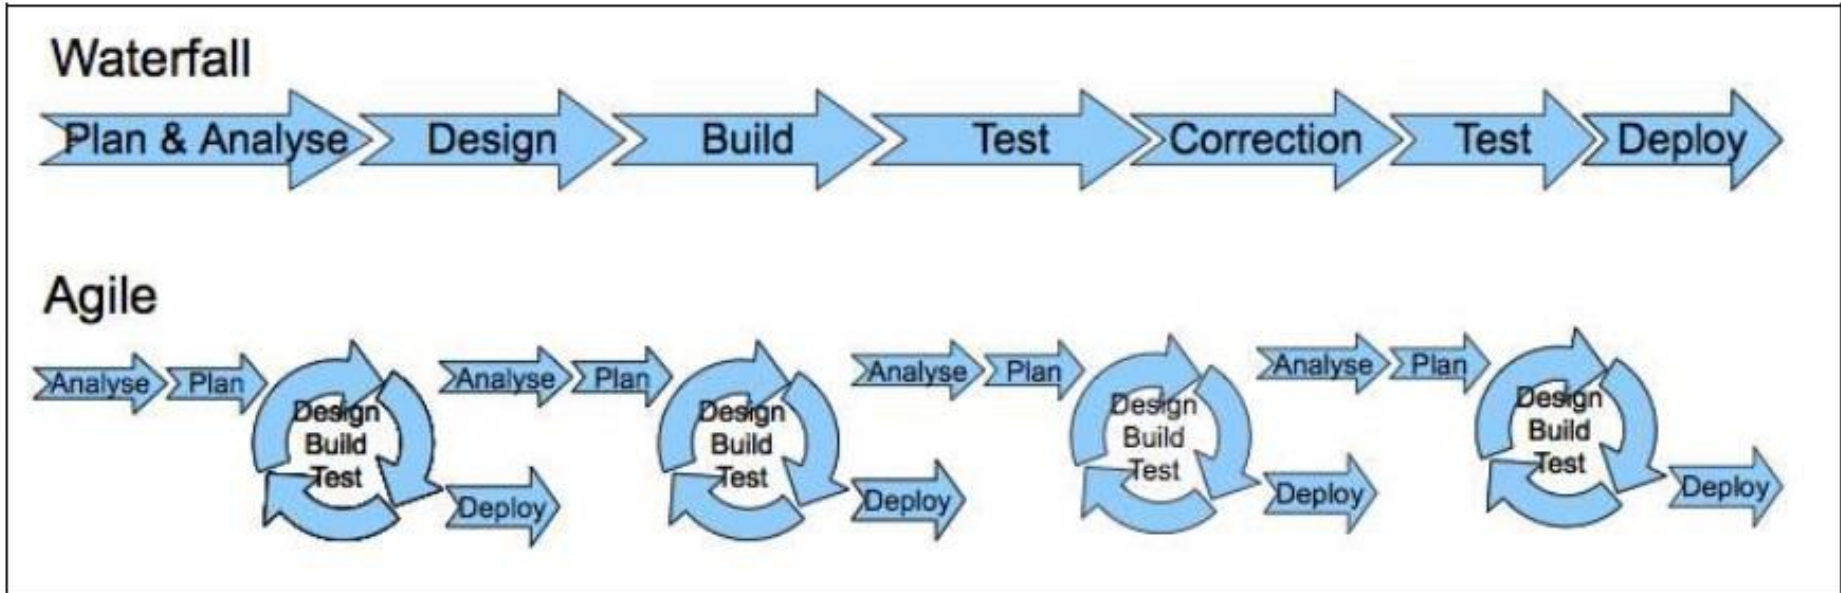 Waterfall
Plan & Analyse Design Build Test Correction Test Deploy
Agile
Analyse Plan
Design
Build
Test
Deploy
Analyse Plan
Design
Build
Test
Deploy
Analyse Plan
Design
Build
Test
Deploy
Analyse Plan
Design
Build
Test
Deploy